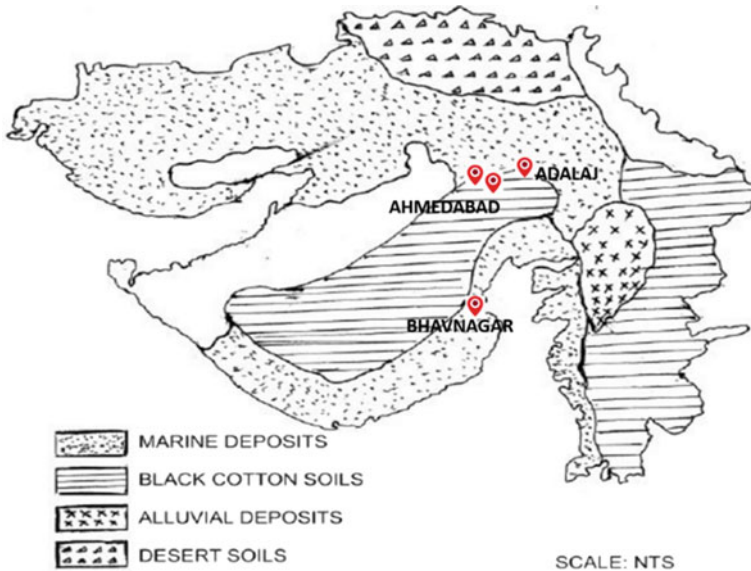 ADALAJ
AHMEDABAD
BHAVNAGAR
MARINE DEPOSITS
BLACK COTTON SOILS
ALLUVIAL DEPOSITS
DESERT SOILS
SCALE: NTS